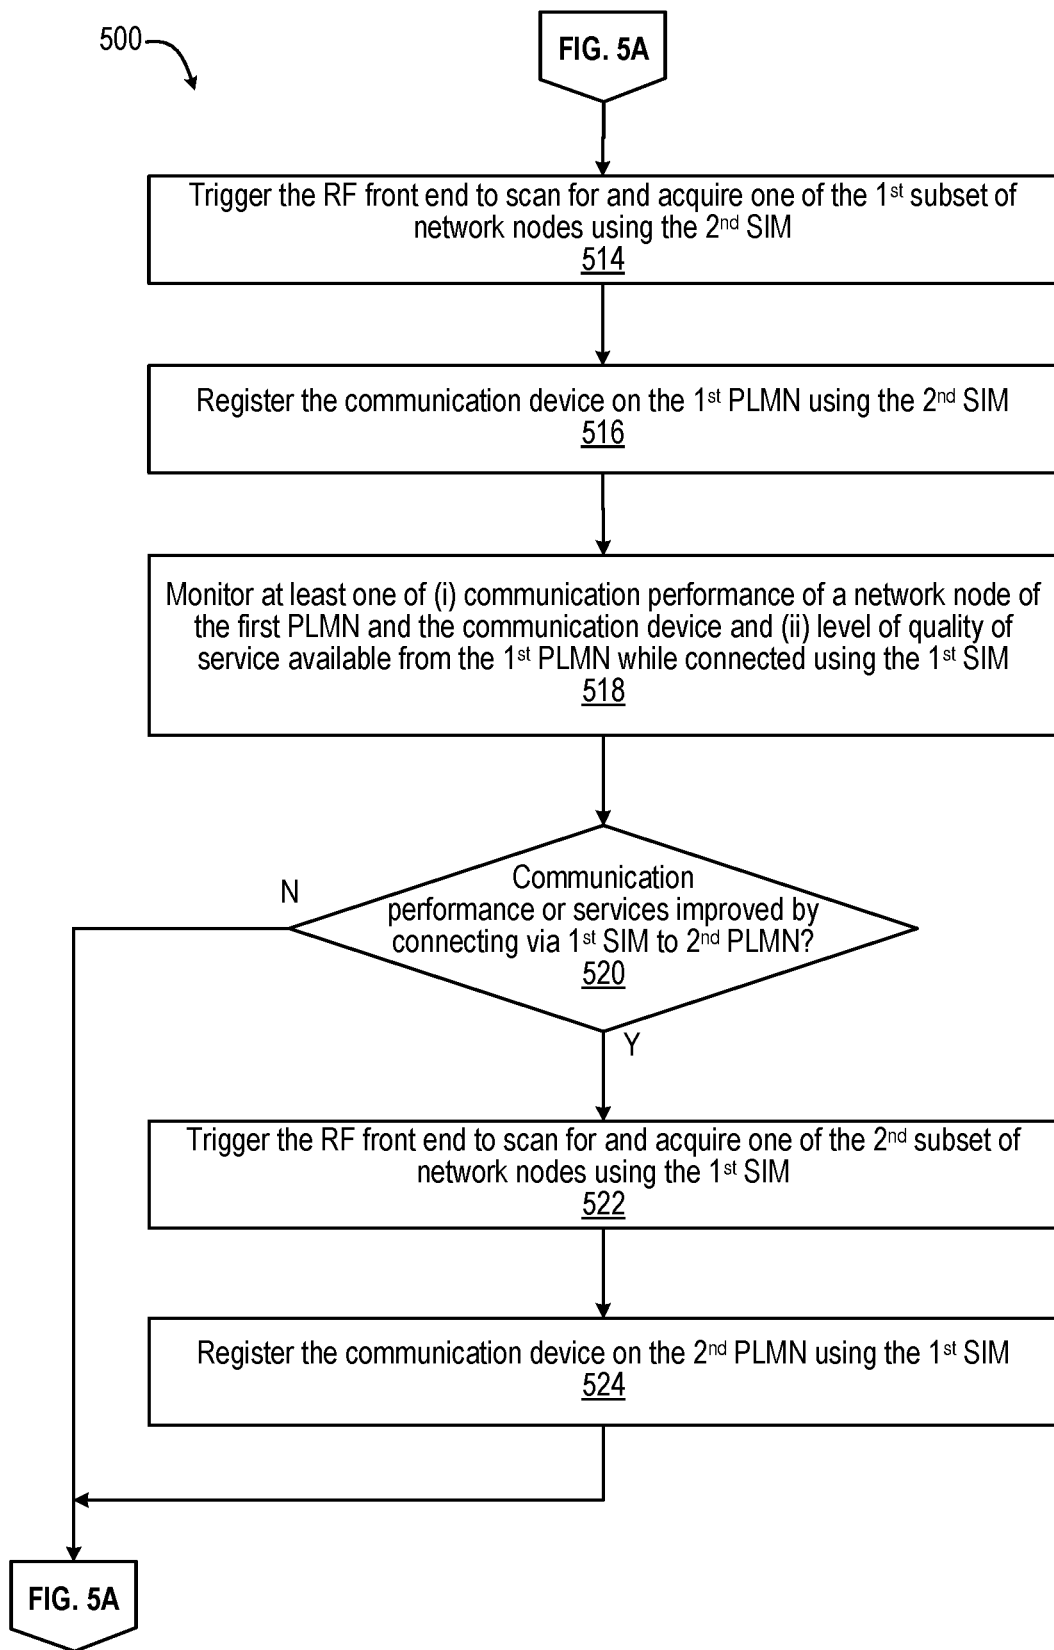 500
FIG. 5A
Trigger the RF front end to scan for and acquire one of the 1st subset of
network nodes using the 2nd SIM
514
Register the communication device on the 1st PLMN using the 2nd SIM
516
Monitor at least one of (i) communication performance of a network node of
the first PLMN and the communication device and (ii) level of quality of
service available from the 1st PLMN while connected using the 1st SIM
518
Communication
performance or services improved by
connecting via 1st SIM to 2nd PLMN?
520
N
Y
Trigger the RF front end to scan for and acquire one of the 2nd subset of
network nodes using the 1st SIM
522
Register the communication device on the 2nd PLMN using the 1st SIM
524
FIG. 5A